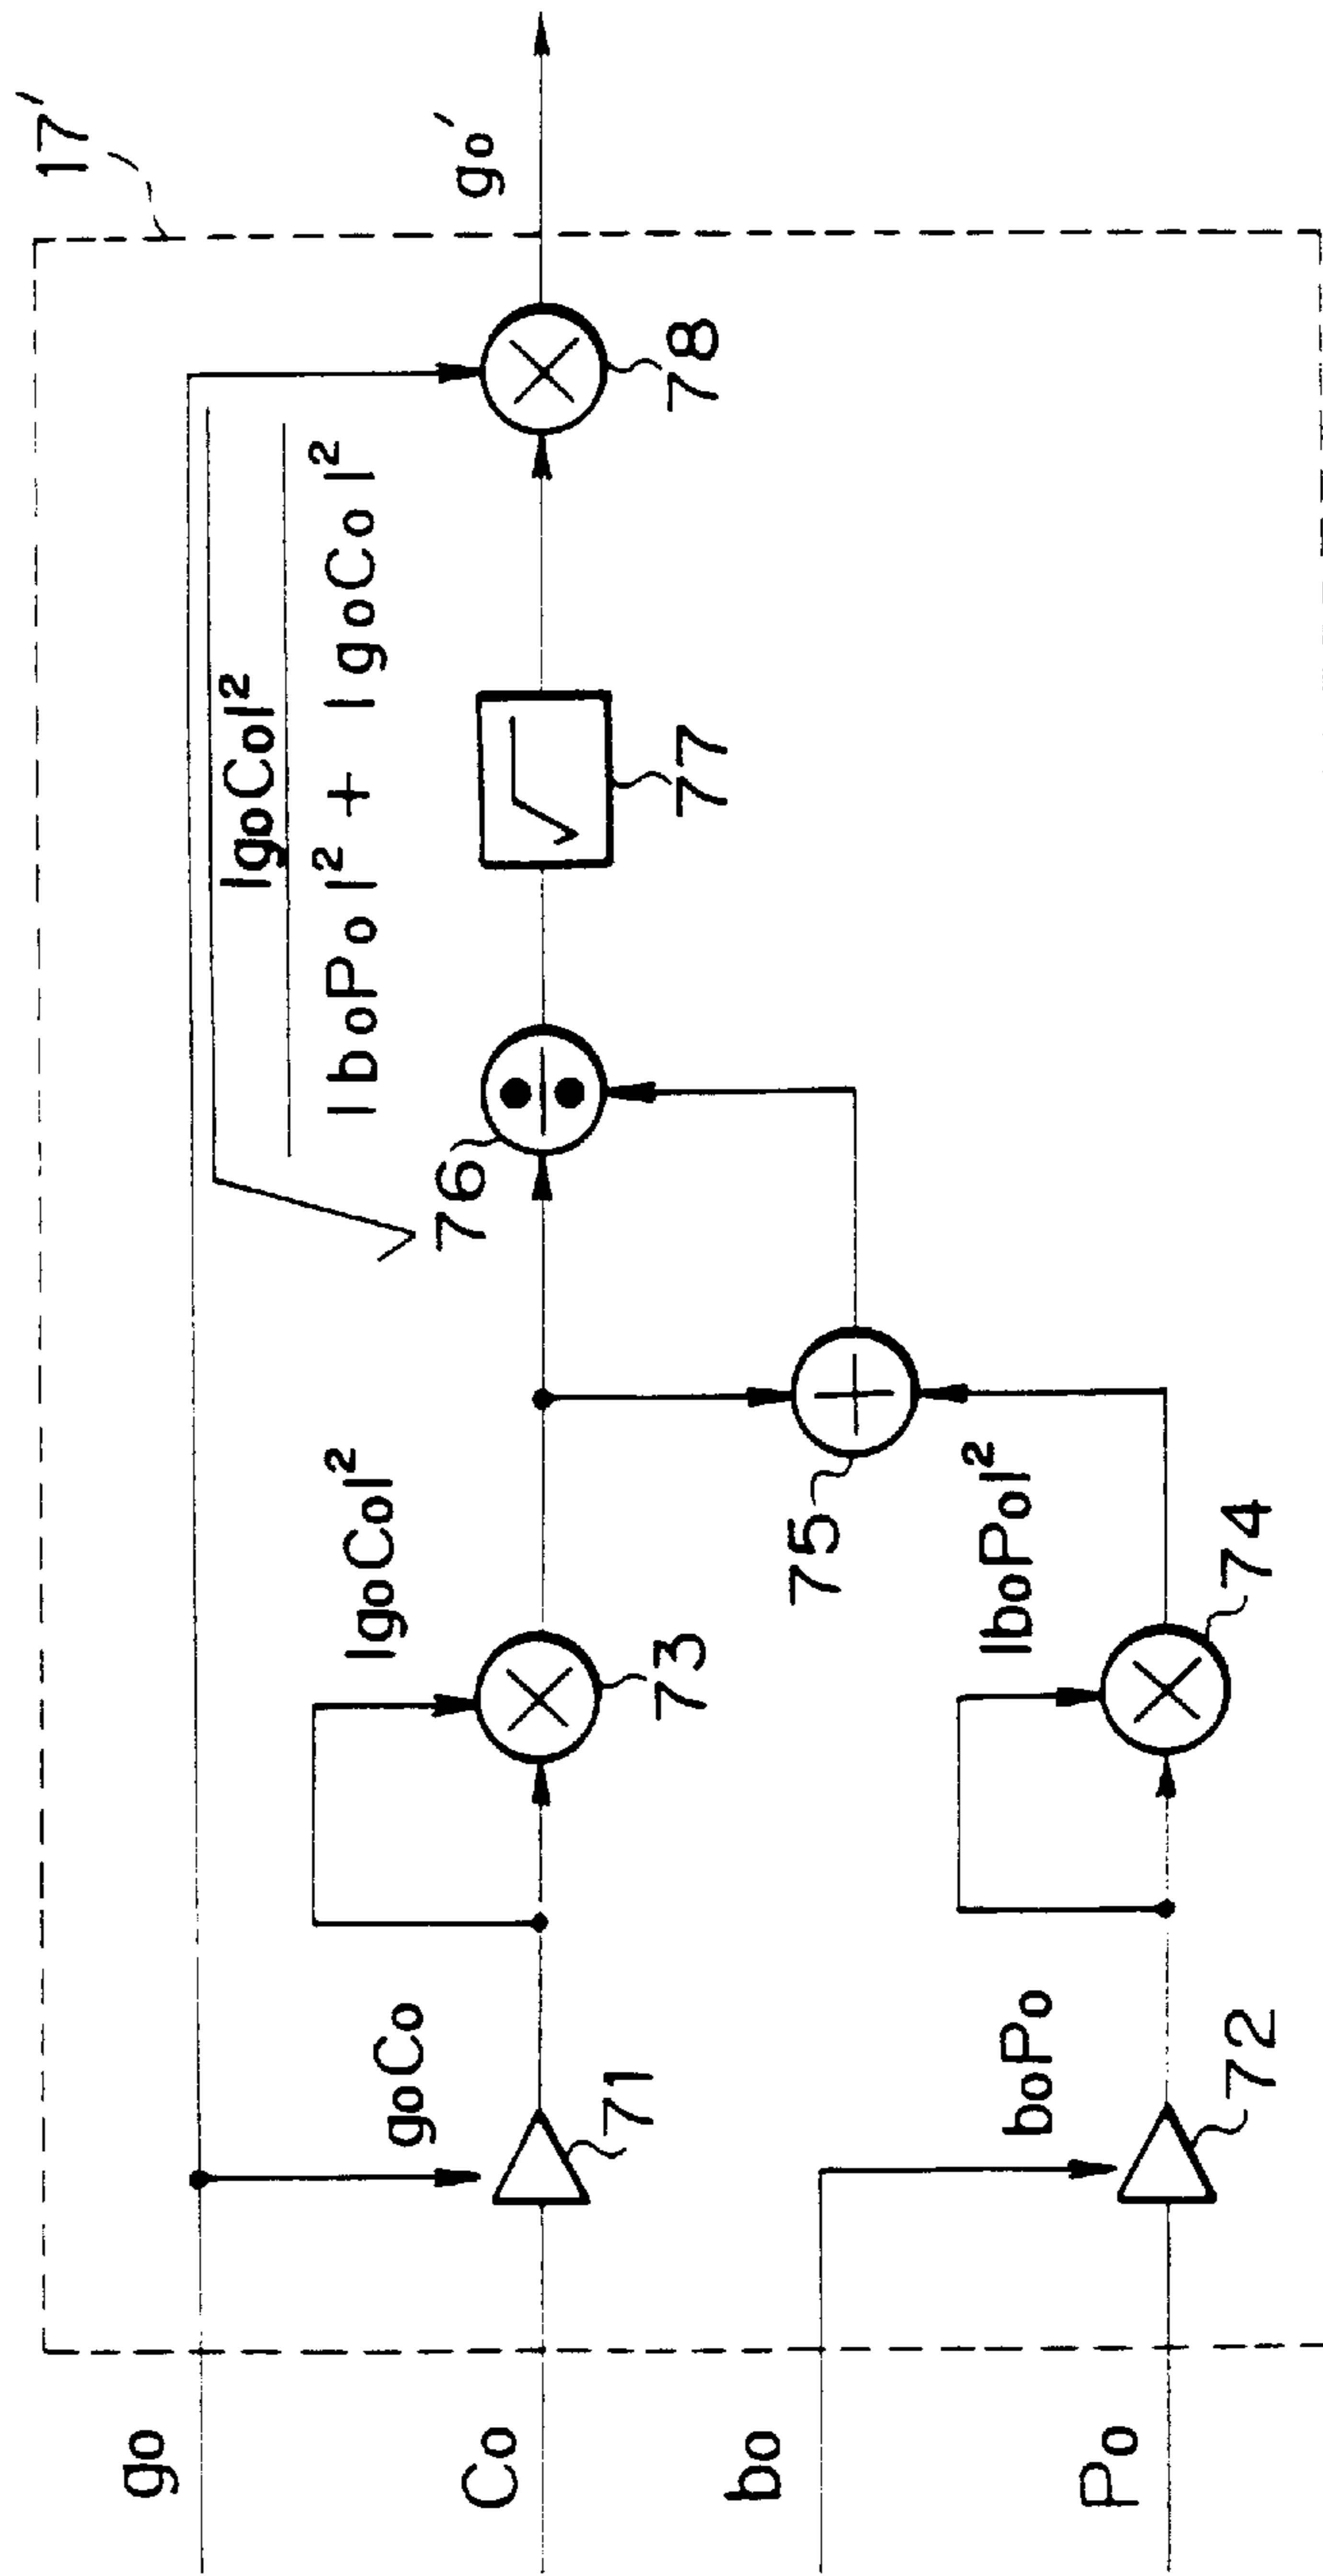 17'
go
goCo
71
|goCo|²
73
√|goCo|²
|boPo|² + |goCo|²
76
77
78
go'
Co
bo
boPo
72
|boPo|²
74
75
Po